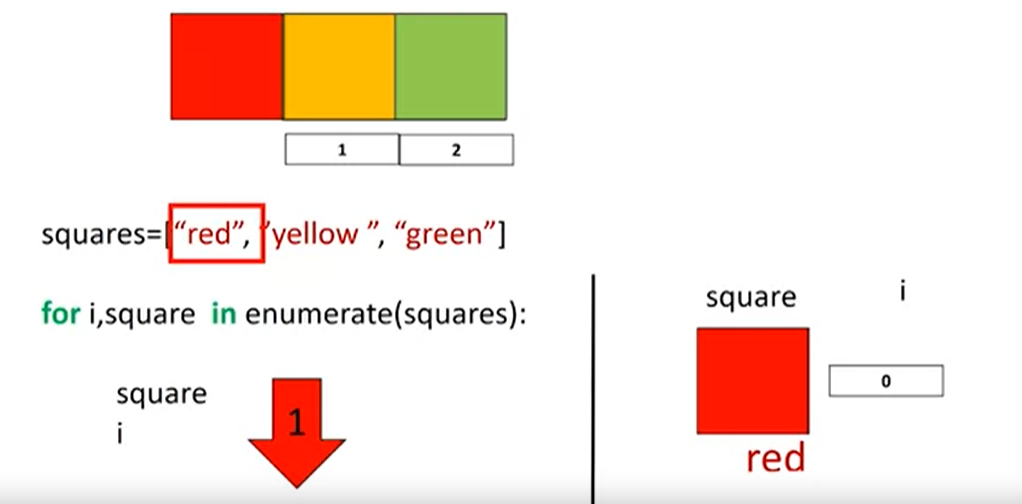 1 2
squares=["red", "yellow ", "green"]
for i,square in enumerate(squares):
square
i
1
square i
0
red